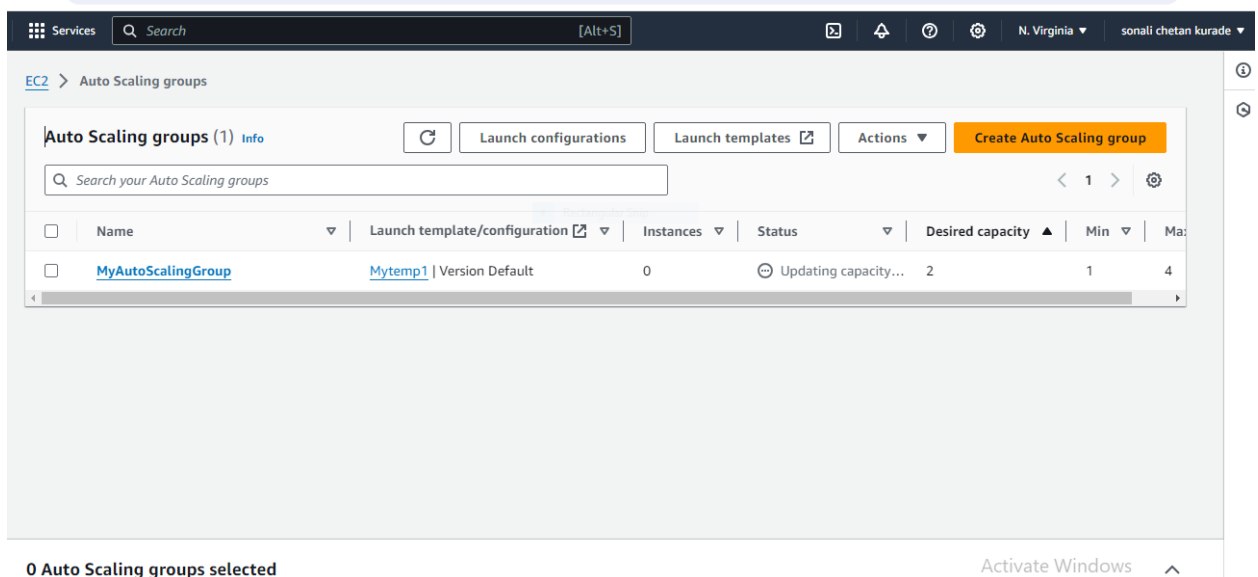 Services Search [Alt+S] N. Virginia sonali chetan kurade
EC2 > Auto Scaling groups
Auto Scaling groups (1) Info Launch configurations Launch templates Actions Create Auto Scaling group
Search your Auto Scaling groups 1
Rectangular Snip
Name Launch template/configuration Instances Status Desired capacity Min Max
MyAutoScalingGroup Mytemp1 | Version Default 0 Updating capacity... 2 1 4
0 Auto Scaling groups selected Activate Windows